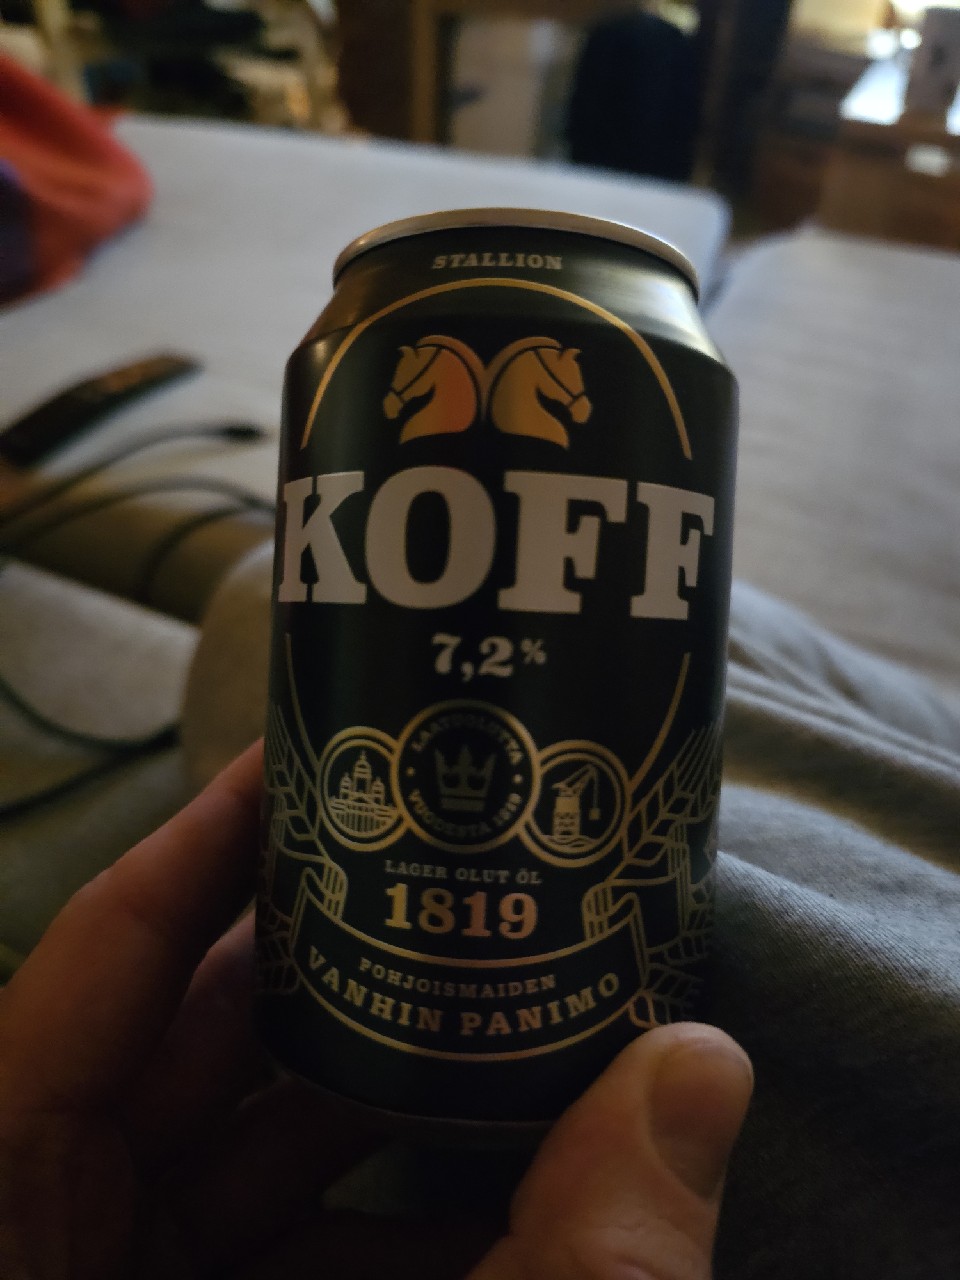 STALLION
KOFF
7,2%
LAATUOLUTTA
VUODESTA 1819
LAGER OLUT ÖL
1819
POHJOISMAIDEN
VANHIN PANIMO